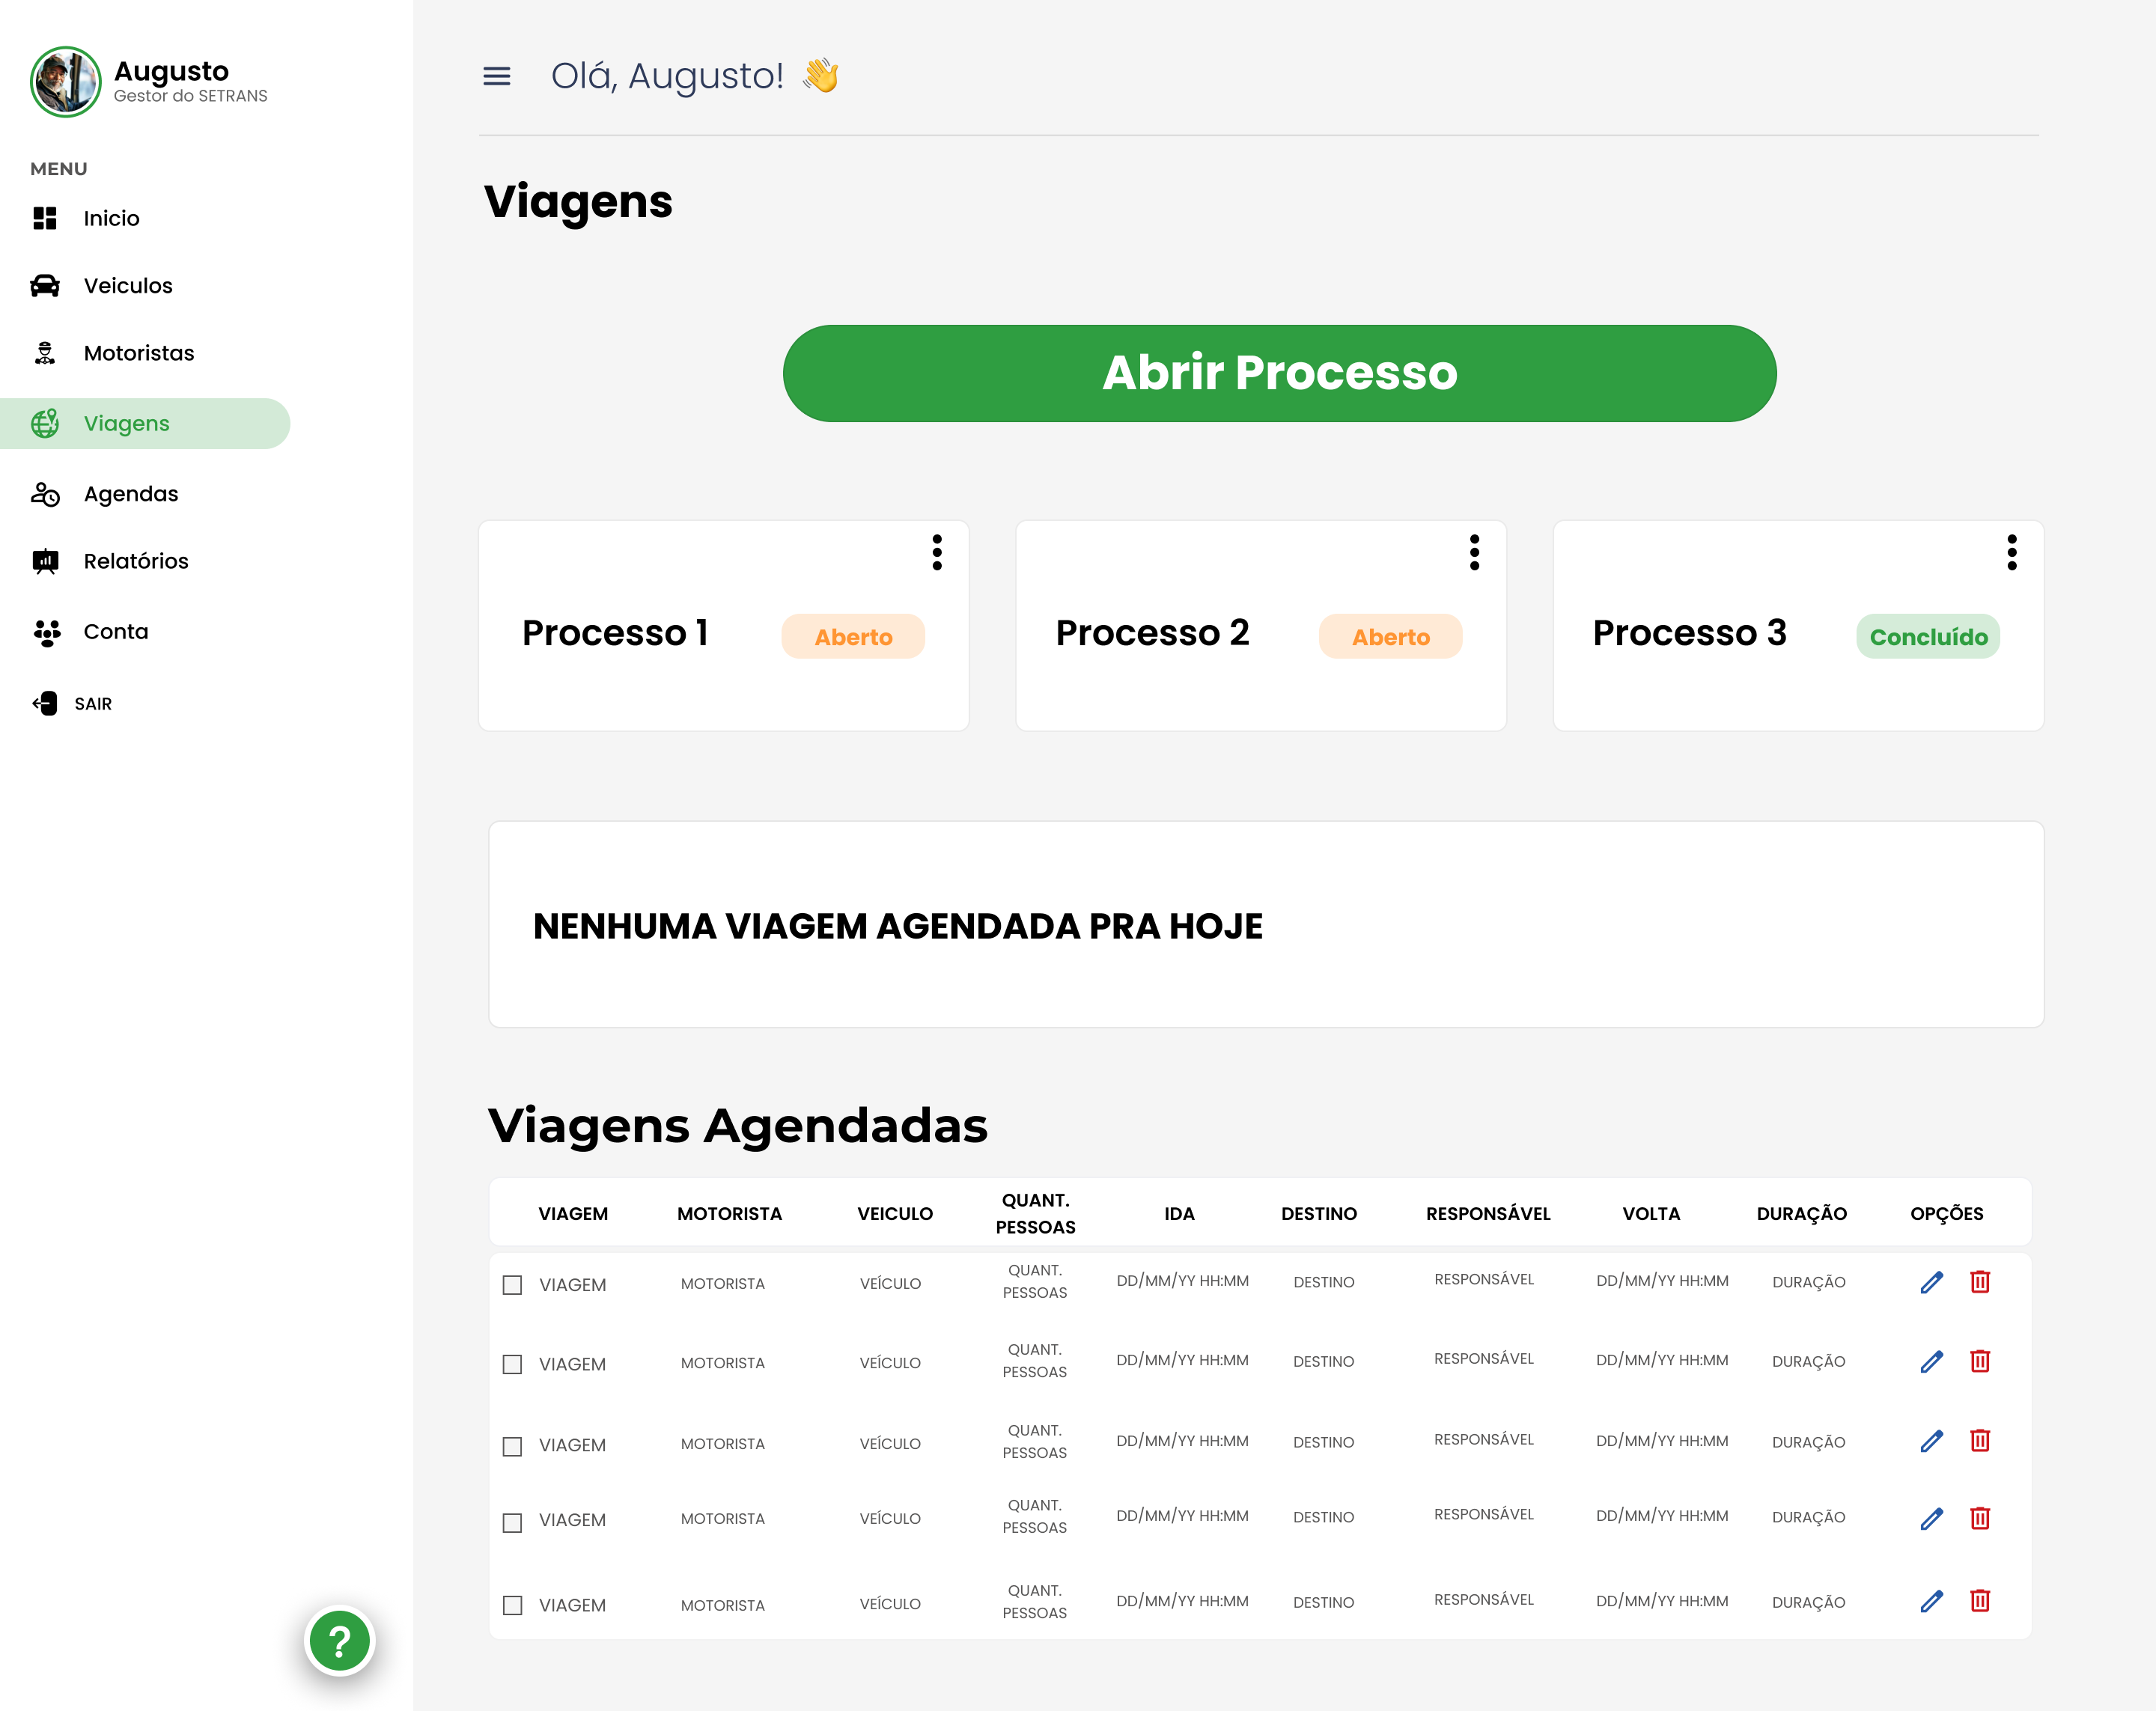 Augusto
Gestor do SETRANS
MENU
Inicio
Veiculos
Motoristas
Viagens
Agendas
Relatórios
Conta
SAIR
?
Olá, Augusto! 👋
Viagens
Abrir Processo
Processo 1 Aberto
Processo 2 Aberto
Processo 3 Concluído
NENHUMA VIAGEM AGENDADA PRA HOJE
Viagens Agendadas
VIAGEM MOTORISTA VEICULO QUANT. PESSOAS IDA DESTINO RESPONSÁVEL VOLTA DURAÇÃO OPÇÕES
VIAGEM MOTORISTA VEÍCULO QUANT. PESSOAS DD/MM/YY HH:MM DESTINO RESPONSÁVEL DD/MM/YY HH:MM DURAÇÃO
VIAGEM MOTORISTA VEÍCULO QUANT. PESSOAS DD/MM/YY HH:MM DESTINO RESPONSÁVEL DD/MM/YY HH:MM DURAÇÃO
VIAGEM MOTORISTA VEÍCULO QUANT. PESSOAS DD/MM/YY HH:MM DESTINO RESPONSÁVEL DD/MM/YY HH:MM DURAÇÃO
VIAGEM MOTORISTA VEÍCULO QUANT. PESSOAS DD/MM/YY HH:MM DESTINO RESPONSÁVEL DD/MM/YY HH:MM DURAÇÃO
VIAGEM MOTORISTA VEÍCULO QUANT. PESSOAS DD/MM/YY HH:MM DESTINO RESPONSÁVEL DD/MM/YY HH:MM DURAÇÃO